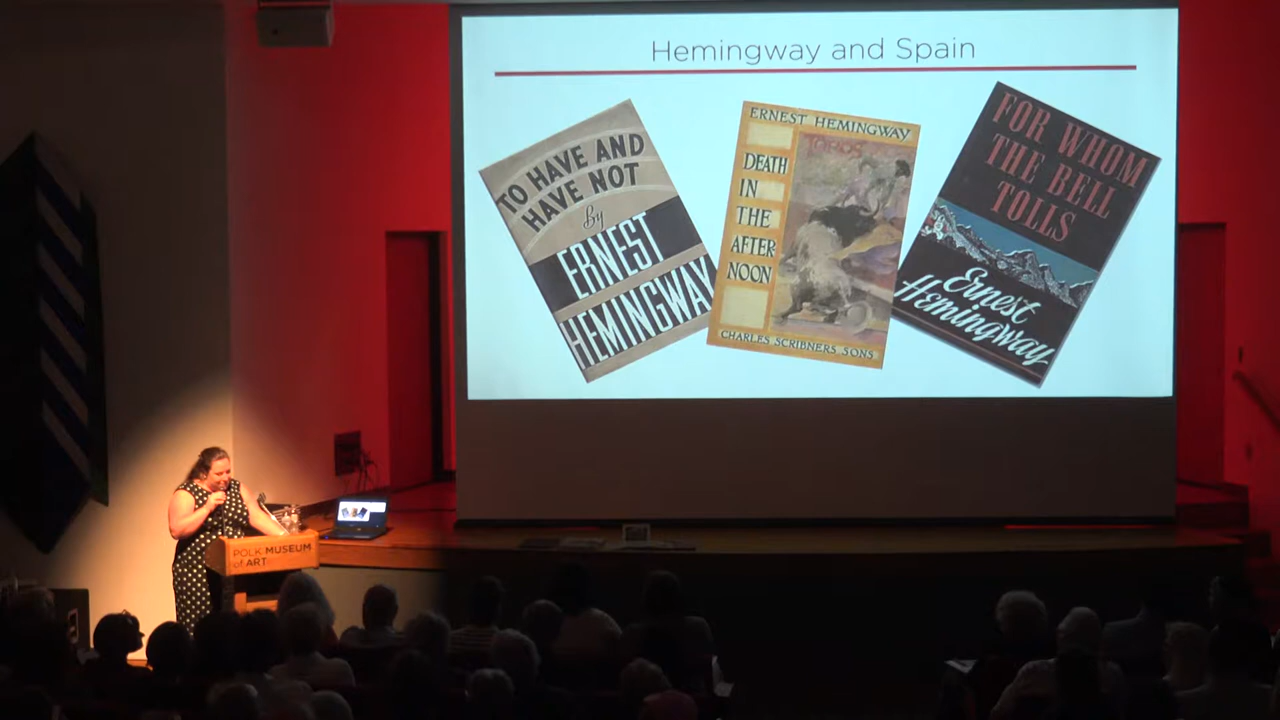 Hemingway and Spain
TO HAVE AND
HAVE NOT
By
ERNEST
HEMINGWAY
ERNEST HEMINGWAY
TOROS
DEATH
IN
THE
AFTER
NOON
CHARLES SCRIBNERS SONS
FOR WHOM
THE BELL
TOLLS
Ernest
Hemingway
POLK MUSEUM
of ART